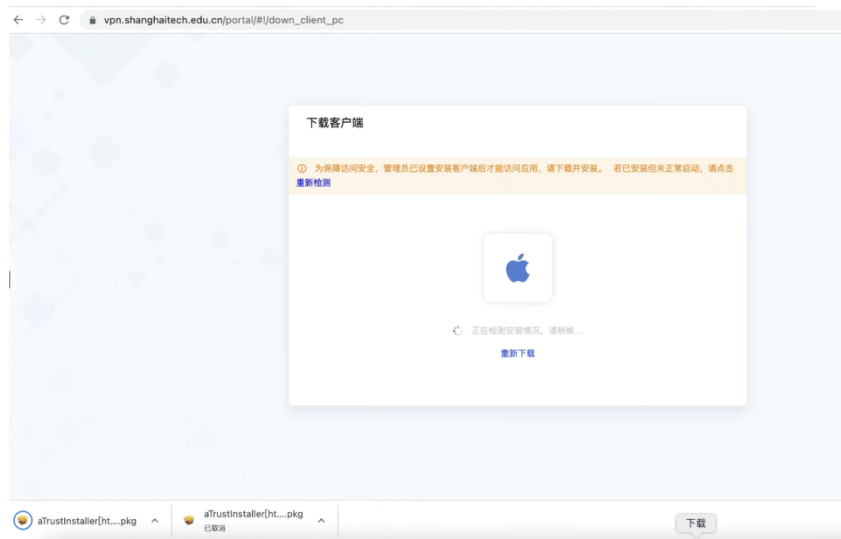 vpn.shanghaitech.edu.cn/portal/#!/down_client_pc
下载客户端
为保障访问安全，管理员已设置安装客户端后才能访问应用，请下载并安装。 若已安装但未正常启动，请点击
重新检测
正在检测安装情况，请稍候...
重新下载
aTrustInstaller[ht....pkg
aTrustInstaller[ht....pkg
已取消
下载